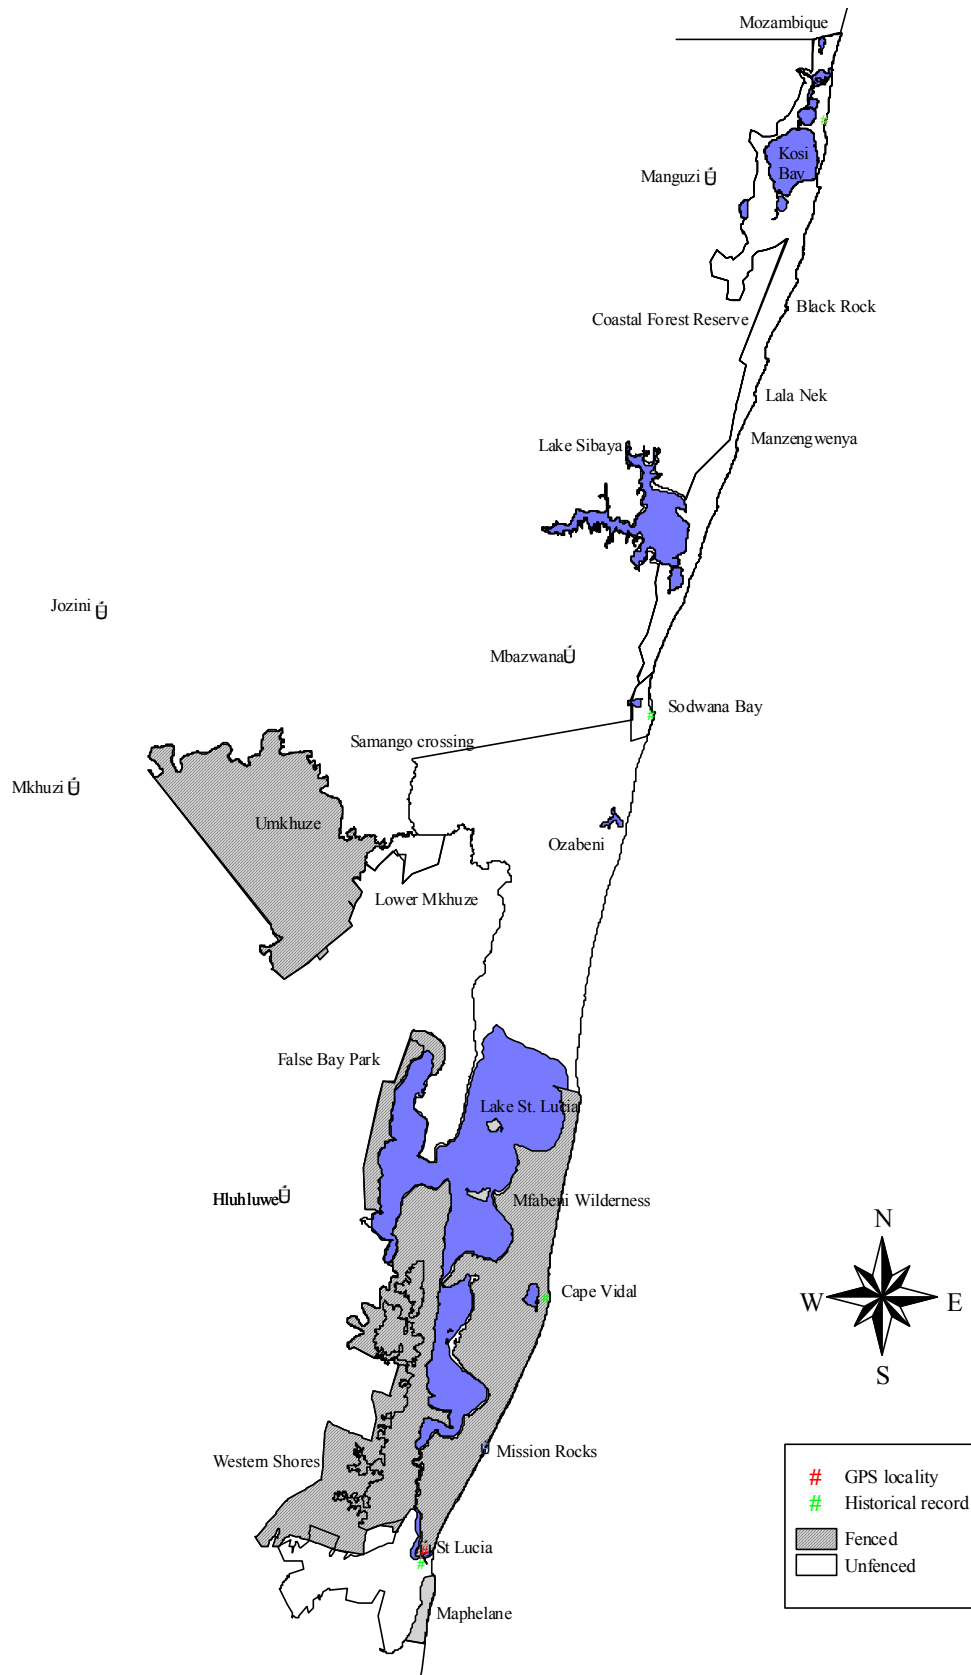 Mozambique
Kosi
Bay
Manguzi
Black Rock
Coastal Forest Reserve
Lala Nek
Manzengwenya
Lake Sibaya
Jozini
Mbazwana
Sodwana Bay
Samango crossing
Mkhuzi
Umkhuze
Ozabeni
Lower Mkhuze
False Bay Park
Lake St. Lucia
Hluhluwe
Mfabeni Wilderness
N
Cape Vidal
W
E
S
Mission Rocks
Western Shores
# GPS locality
# Historical record
Fenced
Unfenced
St Lucia
Maphelane